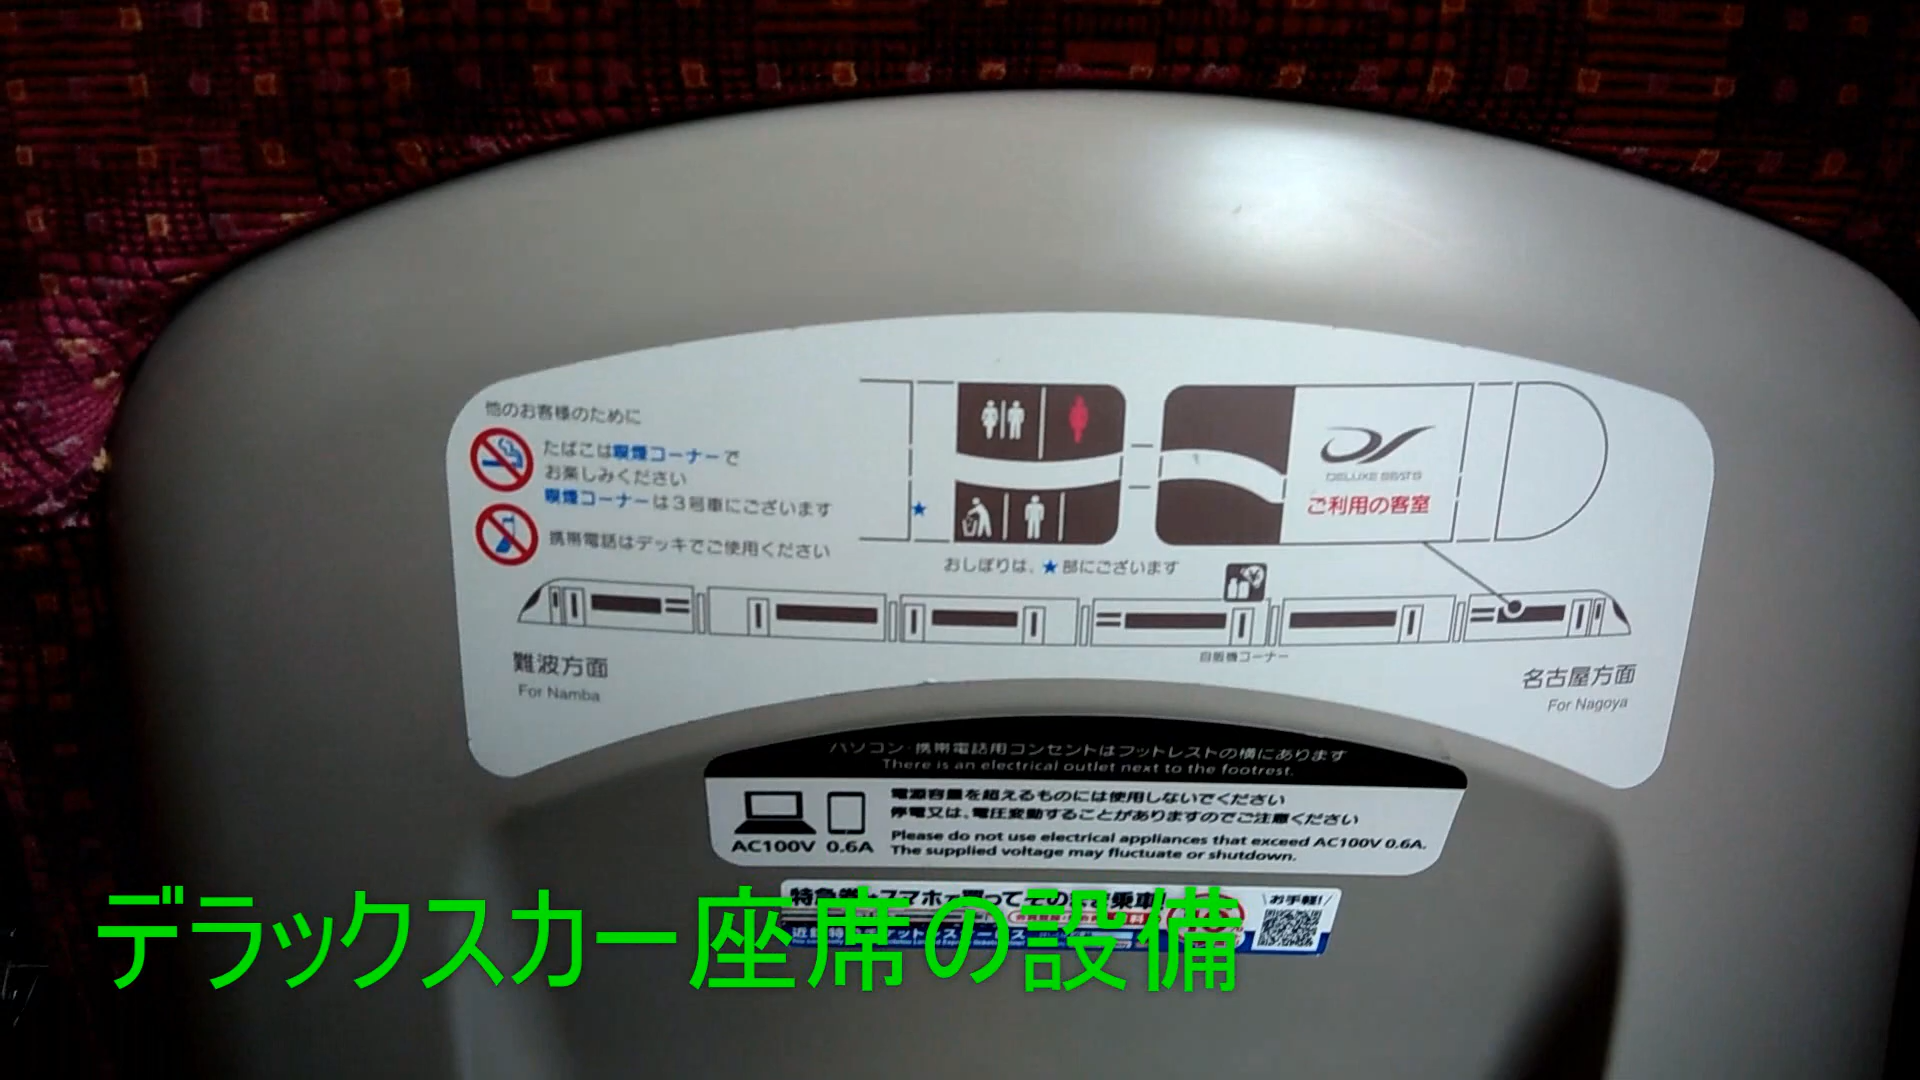 他のお客様のために
たばこは喫煙コーナーで
お楽しみください
喫煙コーナーは3号車にございます
携帯電話はデッキでご使用ください
DELUXE SEATS
ご利用の客室
おしぼりは、★部にございます
自販機コーナー
難波方面
For Namba
名古屋方面
For Nagoya
パソコン・携帯電話用コンセントはフットレストの横にあります
There is an electrical outlet next to the footrest.
電源容量を超えるものには使用しないでください
停電又は、電圧変動することがありますのでご注意ください
Please do not use electrical appliances that exceed AC100V 0.6A.
The supplied voltage may fluctuate or shutdown.
AC100V 0.6A
お手軽!
デラックスカー座席の設備